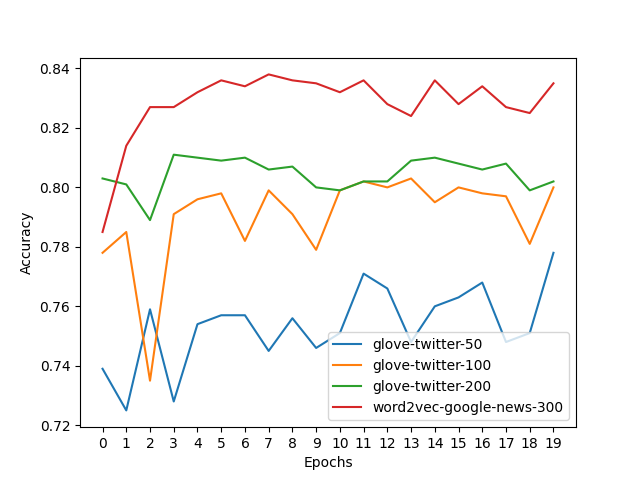 0.84
0.82
0.80
0.78
0.76
0.74
0.72
Accuracy
glove-twitter-50
glove-twitter-100
glove-twitter-200
word2vec-google-news-300
0 1 2 3 4 5 6 7 8 9 10 11 12 13 14 15 16 17 18 19
Epochs